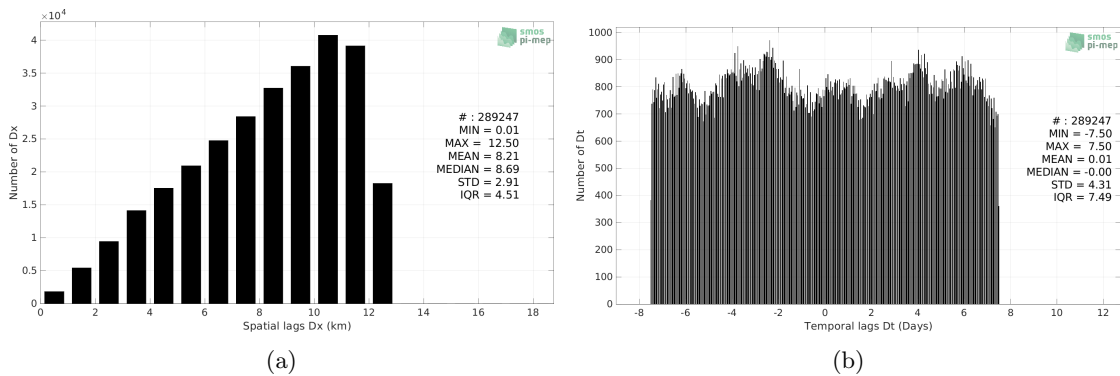 ×10⁴
4
3.5
3
2.5
2
1.5
1
0.5
0
Number of Dx
smos
pi-mep
# : 289247
MIN = 0.01
MAX = 12.50
MEAN = 8.21
MEDIAN = 8.69
STD = 2.91
IQR = 4.51
0 2 4 6 8 10 12 14 16 18
Spatial lags Dx (km)
(a)
1000
900
800
700
600
500
400
300
200
100
0
Number of Dt
smos
pi-mep
# : 289247
MIN = -7.50
MAX = 7.50
MEAN = 0.01
MEDIAN = -0.00
STD = 4.31
IQR = 7.49
-8 -6 -4 -2 0 2 4 6 8 10 12
Temporal lags Dt (Days)
(b)